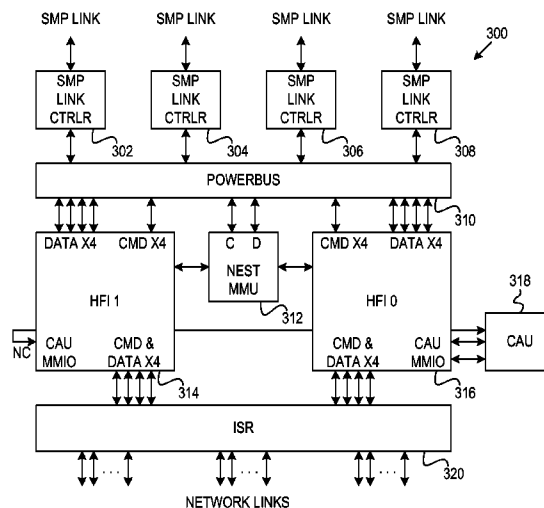 SMP LINK
SMP LINK
SMP LINK
SMP LINK
300
SMP
LINK
CTRLR
SMP
LINK
CTRLR
SMP
LINK
CTRLR
SMP
LINK
CTRLR
302
304
306
308
POWERBUS
310
DATA X4
CMD X4
C D
CMD X4
DATA X4
NEST
MMU
312
HFI 1
HFI 0
318
CAU
NC
CAU
MMIO
CMD &
DATA X4
314
CMD &
DATA X4
CAU
MMIO
316
ISR
320
NETWORK LINKS